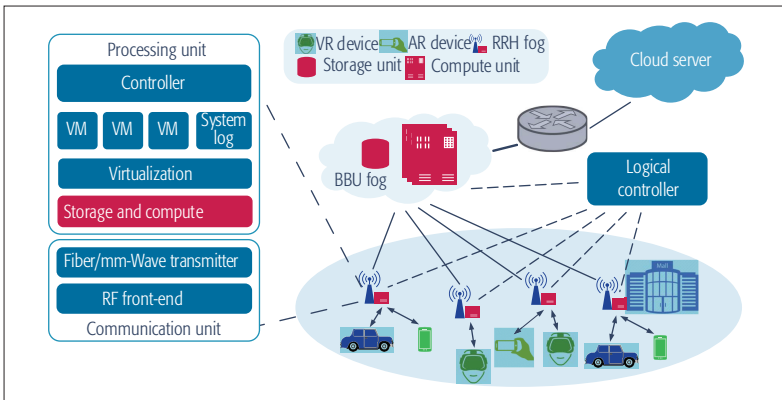 Processing unit
Controller
VM
VM
VM
System
log
Virtualization
Storage and compute
Fiber/mm-Wave transmitter
RF front-end
Communication unit
VR device
AR device
RRH fog
Storage unit
Compute unit
Cloud server
BBU fog
Logical
controller
Mall